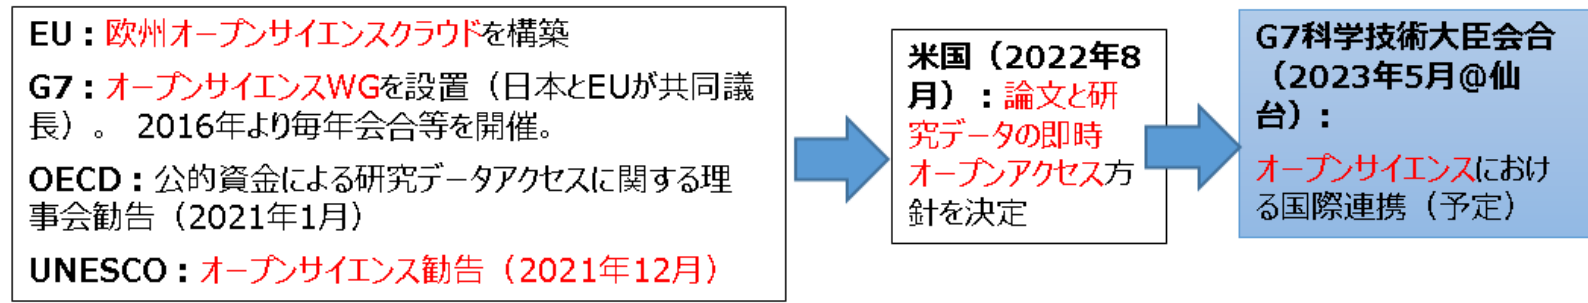 EU：欧州オープンサイエンスクラウドを構築
G7：オープンサイエンスWGを設置（日本とEUが共同議
長）。 2016年より毎年会合等を開催。
OECD：公的資金による研究データアクセスに関する理
事会勧告（2021年1月）
UNESCO：オープンサイエンス勧告（2021年12月）
米国（2022年8
月）：論文と研
究データの即時
オープンアクセス方
針を決定
G7科学技術大臣会合
（2023年5月@仙
台）：
オープンサイエンスにおけ
る国際連携（予定）